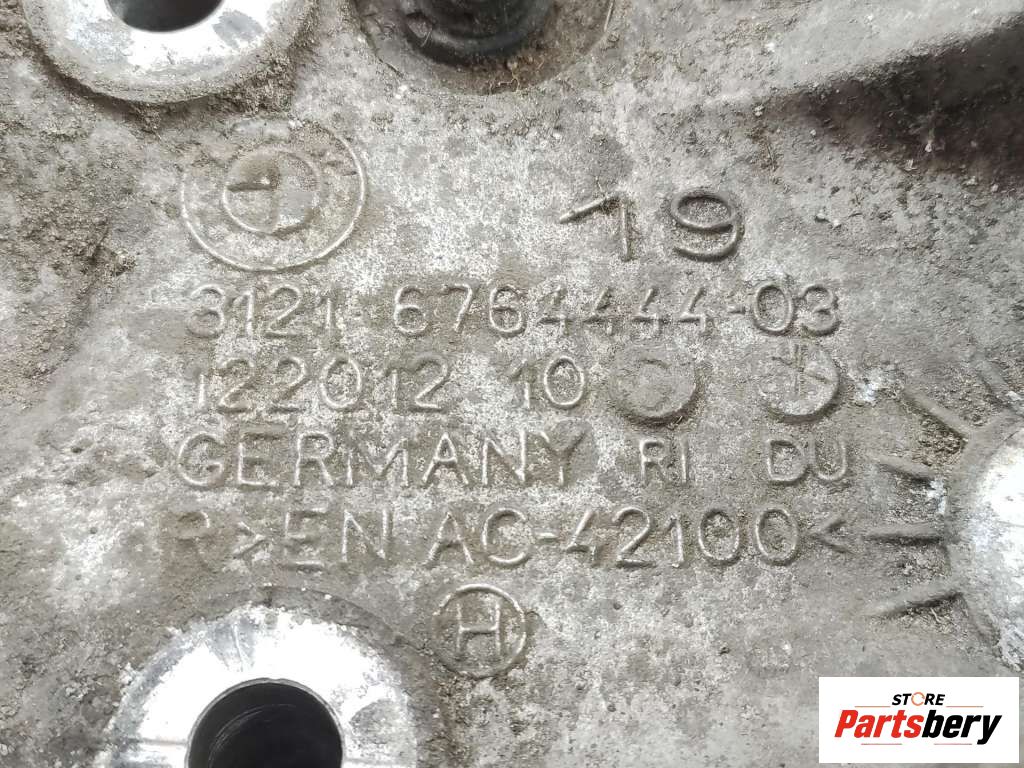 19
3121 6764444-03
122012 10
GERMANY RI DU
R>EN AC-42100<
H
STORE
Partsbery